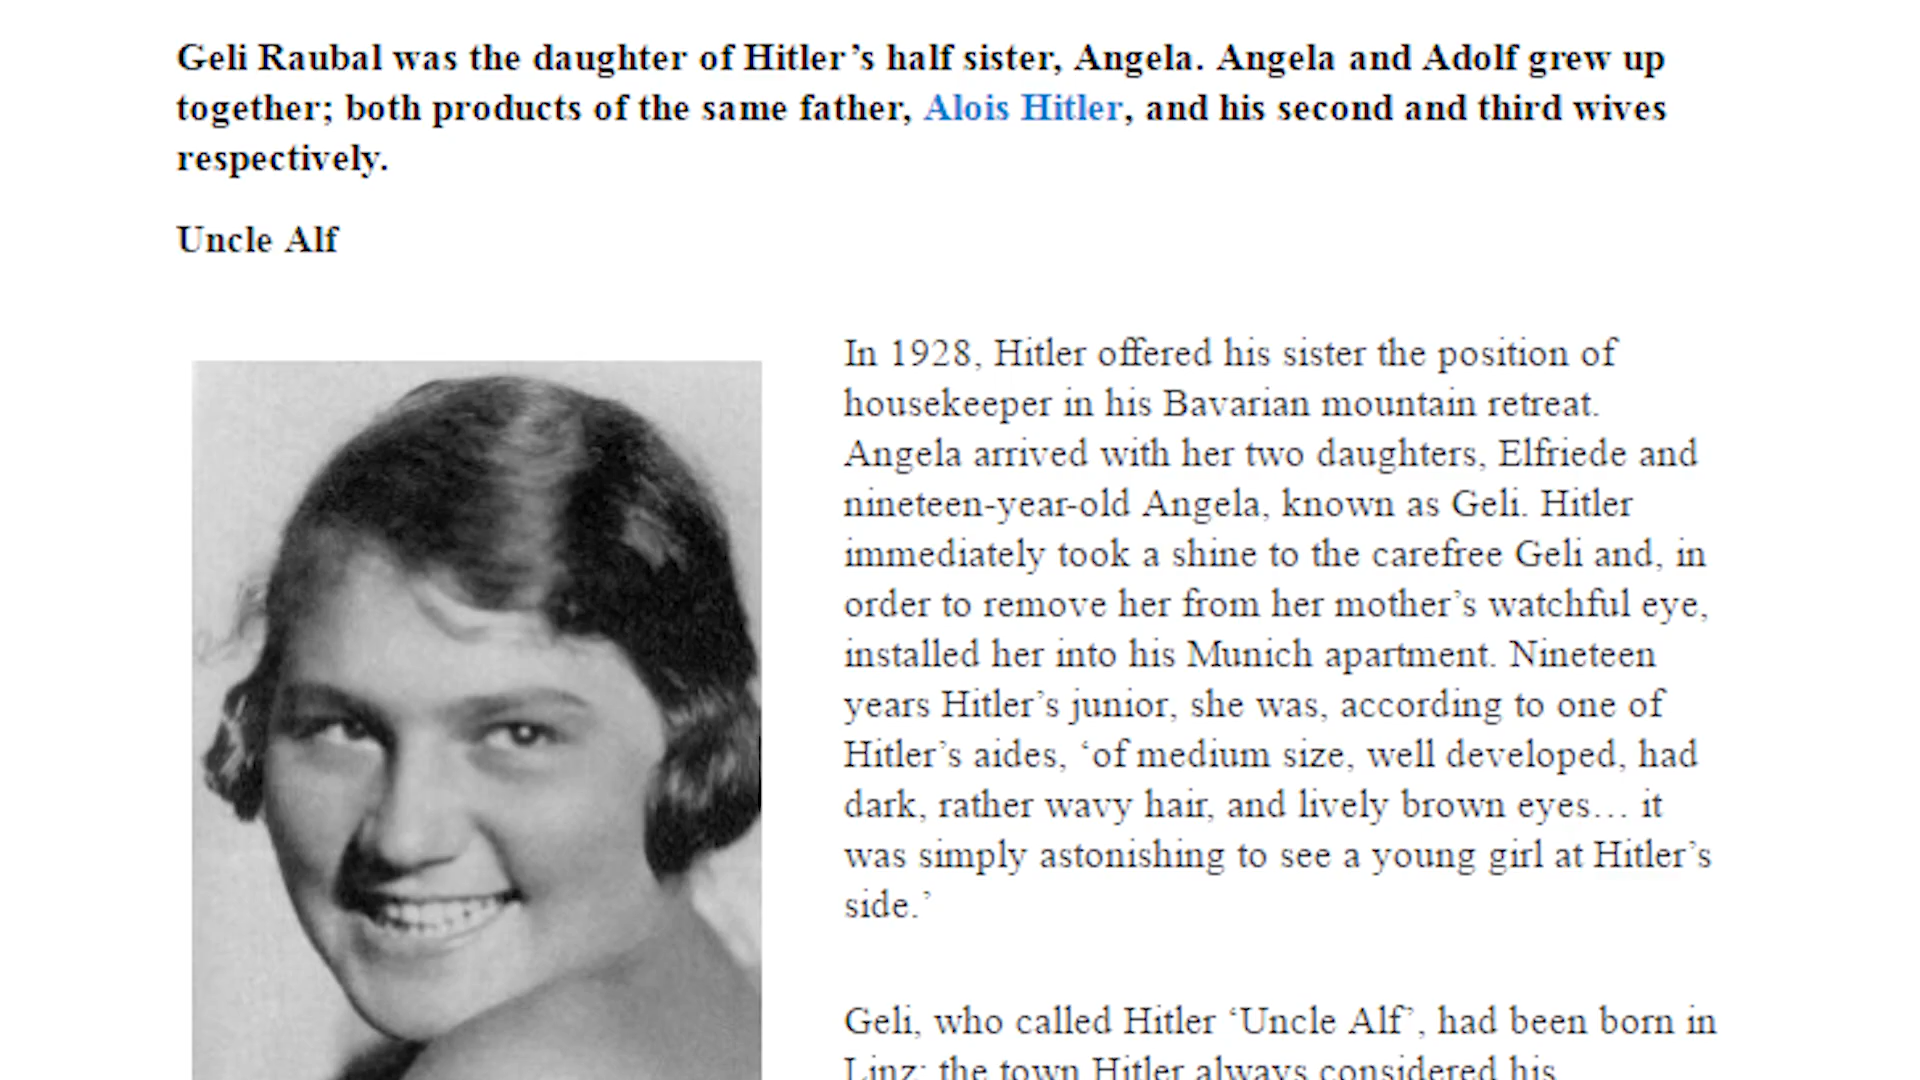 Geli Raubal was the daughter of Hitler’s half sister, Angela. Angela and Adolf grew up
together; both products of the same father, Alois Hitler, and his second and third wives
respectively.
Uncle Alf
In 1928, Hitler offered his sister the position of
housekeeper in his Bavarian mountain retreat.
Angela arrived with her two daughters, Elfriede and
nineteen-year-old Angela, known as Geli. Hitler
immediately took a shine to the carefree Geli and, in
order to remove her from her mother’s watchful eye,
installed her into his Munich apartment. Nineteen
years Hitler’s junior, she was, according to one of
Hitler’s aides, ‘of medium size, well developed, had
dark, rather wavy hair, and lively brown eyes… it
was simply astonishing to see a young girl at Hitler’s
side.’
Geli, who called Hitler ‘Uncle Alf’, had been born in
Linz; the town Hitler always considered his